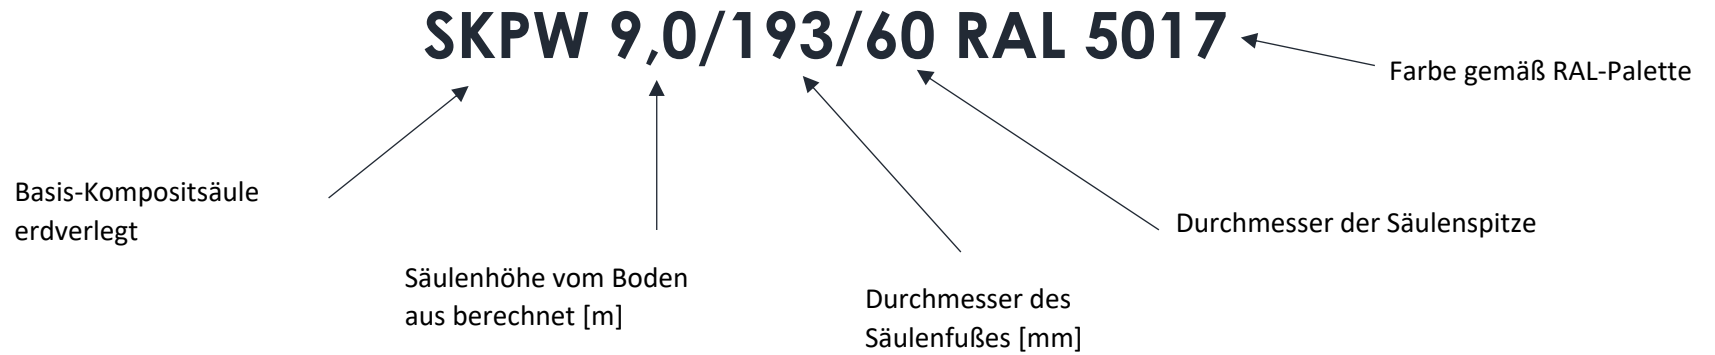 SKPW 9,0/193/60 RAL 5017
Farbe gemäß RAL-Palette
Basis-Kompositsäule
erdverlegt
Säulenhöhe vom Boden
aus berechnet [m]
Durchmesser des
Säulenfußes [mm]
Durchmesser der Säulenspitze